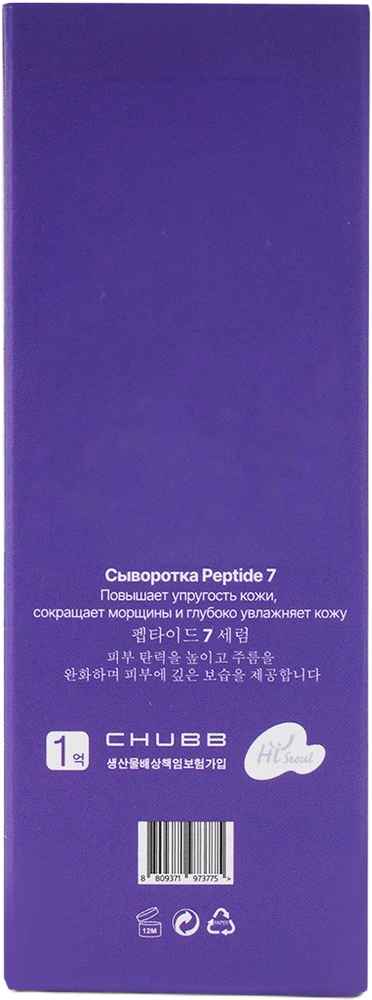 Сыворотка Peptide 7
Повышает упругость кожи,
сокращает морщины и глубоко увлажняет кожу
펩타이드 7 세럼
피부 탄력을 높이고 주름을
완화하며 피부에 깊은 보습을 제공합니다
1억
CHUBB
생산물배상책임보험가입
Hi Seoul
8 809371 973775 >
12M
PAPER